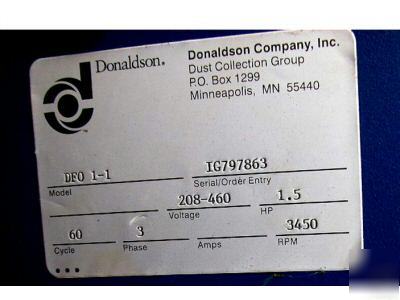 Donaldson.
Donaldson Company, Inc.
Dust Collection Group
P.O. Box 1299
Minneapolis, MN 55440
DFO 1-1
IG797863
Model
Serial/Order Entry
208-460
1.5
Voltage
HP
60
3
3450
Cycle
Phase
Amps
RPM